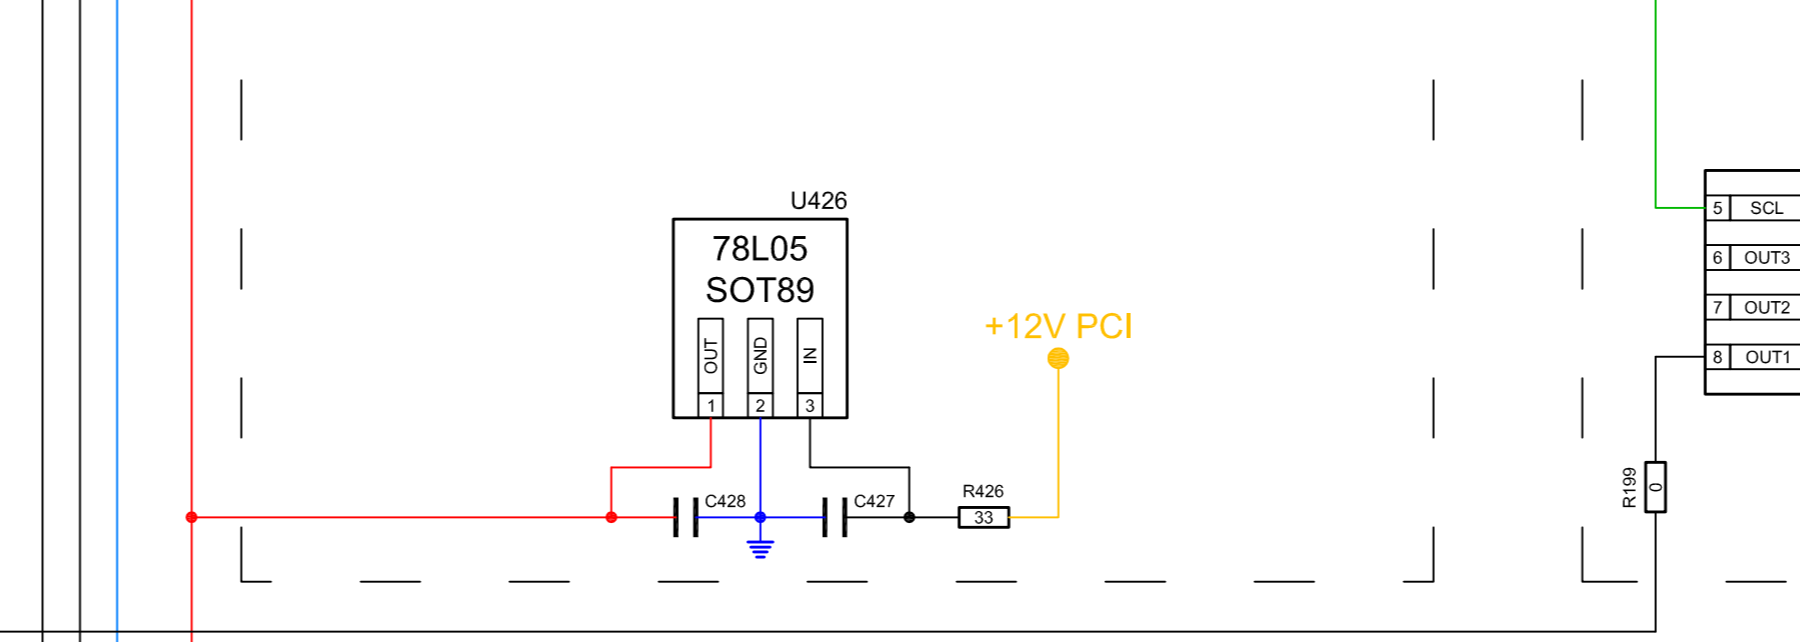 U426
78L05
SOT89
OUT
GND
IN
1
2
3
+12V PCI
C428
C427
R426
33
5 SCL
6 OUT3
7 OUT2
8 OUT1
R199
0